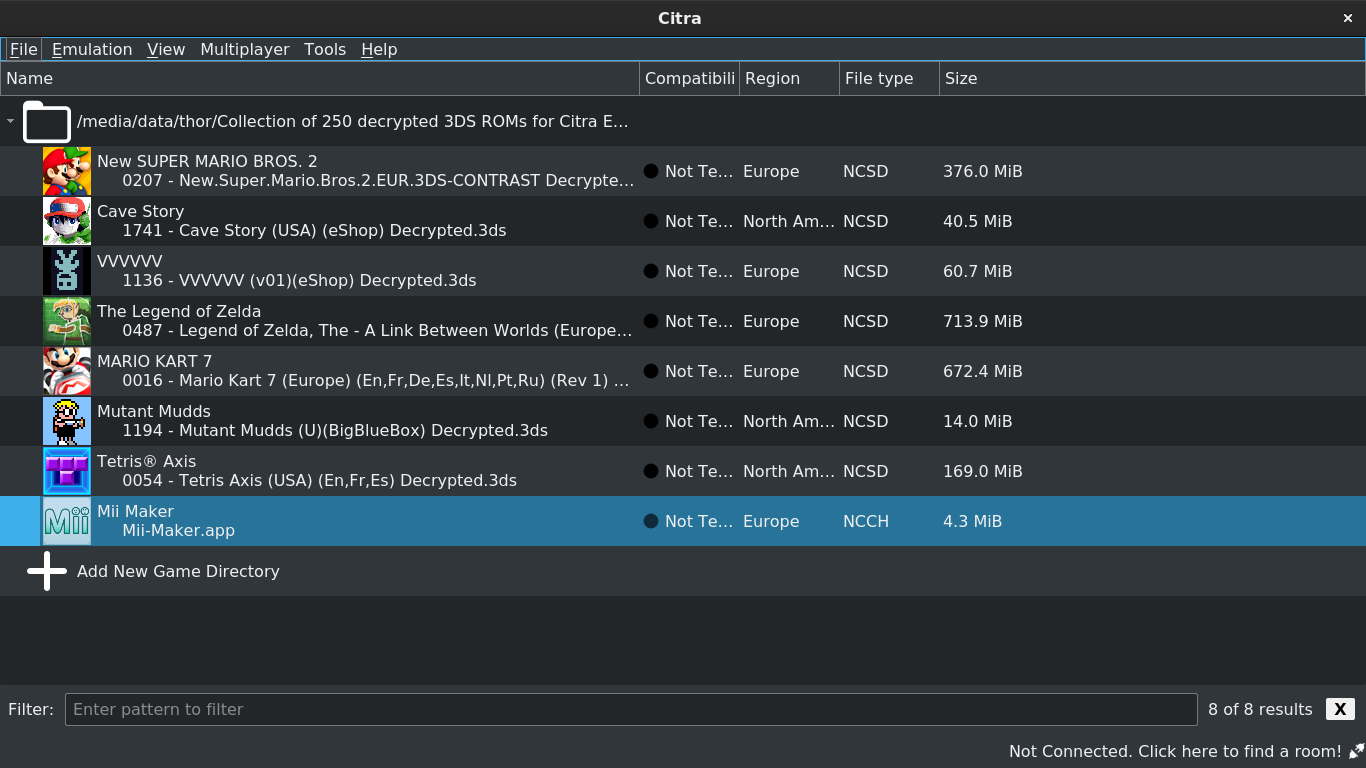 Citra
File Emulation View Multiplayer Tools Help
Name Compatibili Region File type Size
/media/data/thor/Collection of 250 decrypted 3DS ROMs for Citra E...
New SUPER MARIO BROS. 2
0207 - New.Super.Mario.Bros.2.EUR.3DS-CONTRAST Decrypte... Not Te... Europe NCSD 376.0 MiB
Cave Story
1741 - Cave Story (USA) (eShop) Decrypted.3ds Not Te... North Am... NCSD 40.5 MiB
VVVVVV
1136 - VVVVVV (v01)(eShop) Decrypted.3ds Not Te... Europe NCSD 60.7 MiB
The Legend of Zelda
0487 - Legend of Zelda, The - A Link Between Worlds (Europe... Not Te... Europe NCSD 713.9 MiB
MARIO KART 7
0016 - Mario Kart 7 (Europe) (En,Fr,De,Es,It,Nl,Pt,Ru) (Rev 1) ... Not Te... Europe NCSD 672.4 MiB
Mutant Mudds
1194 - Mutant Mudds (U)(BigBlueBox) Decrypted.3ds Not Te... North Am... NCSD 14.0 MiB
Tetris® Axis
0054 - Tetris Axis (USA) (En,Fr,Es) Decrypted.3ds Not Te... North Am... NCSD 169.0 MiB
Mii
Mii Maker
Mii-Maker.app Not Te... Europe NCCH 4.3 MiB
Add New Game Directory
Filter: Enter pattern to filter 8 of 8 results X
Not Connected. Click here to find a room!